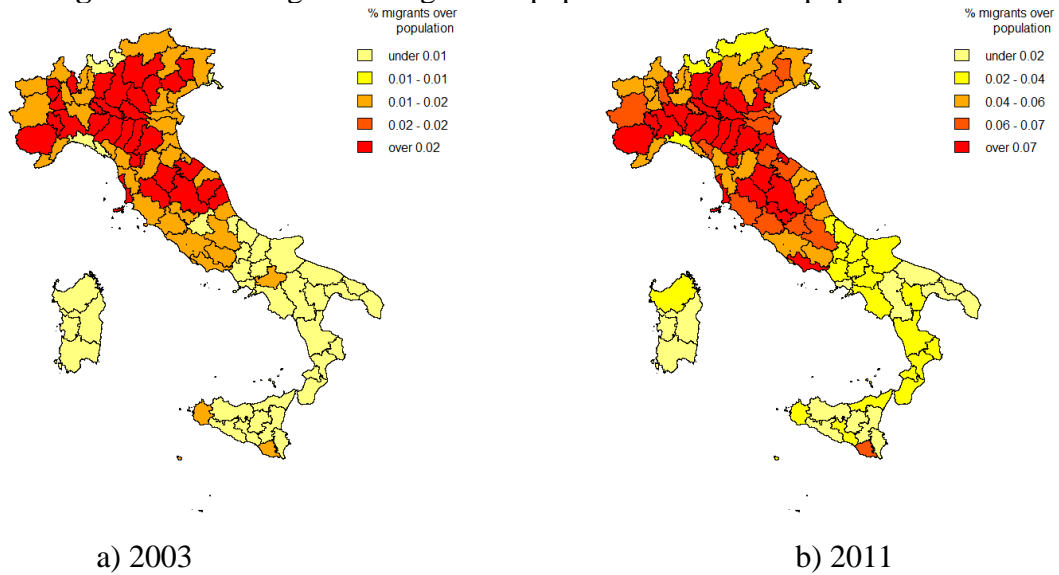 % migrants over
population
under 0.01
0.01 - 0.01
0.01 - 0.02
0.02 - 0.02
over 0.02
% migrants over
population
under 0.02
0.02 - 0.04
0.04 - 0.06
0.06 - 0.07
over 0.07
a) 2003
b) 2011